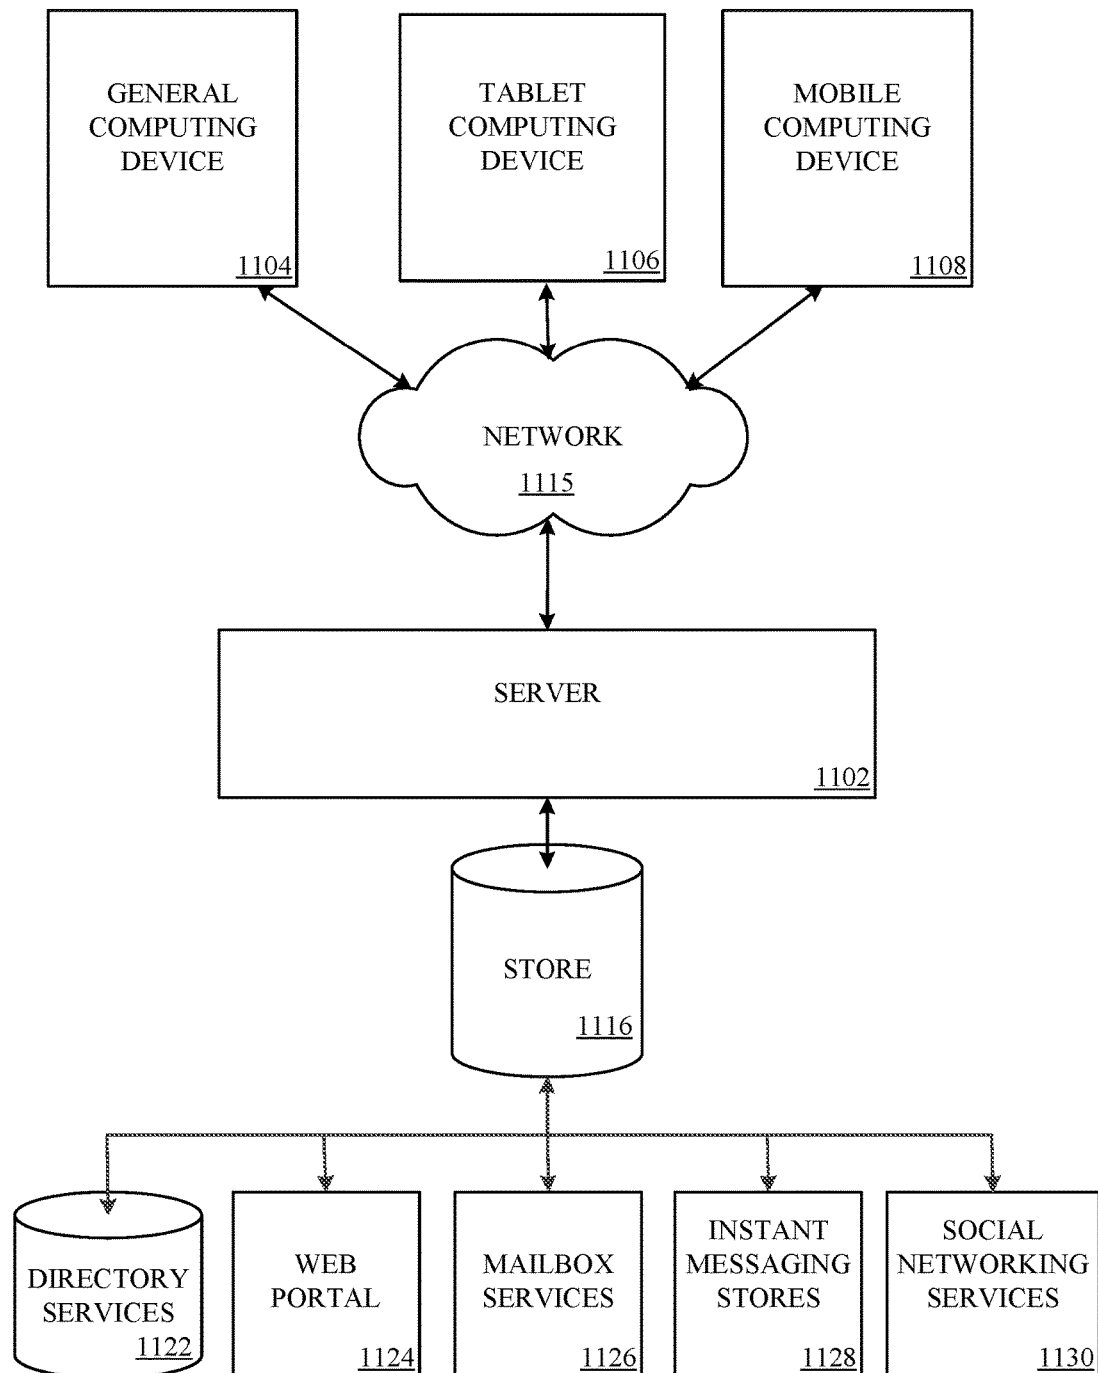 GENERAL
COMPUTING
DEVICE
1104
TABLET
COMPUTING
DEVICE
1106
MOBILE
COMPUTING
DEVICE
1108
NETWORK
1115
SERVER
1102
STORE
1116
DIRECTORY
SERVICES
1122
WEB
PORTAL
1124
MAILBOX
SERVICES
1126
INSTANT
MESSAGING
STORES
1128
SOCIAL
NETWORKING
SERVICES
1130